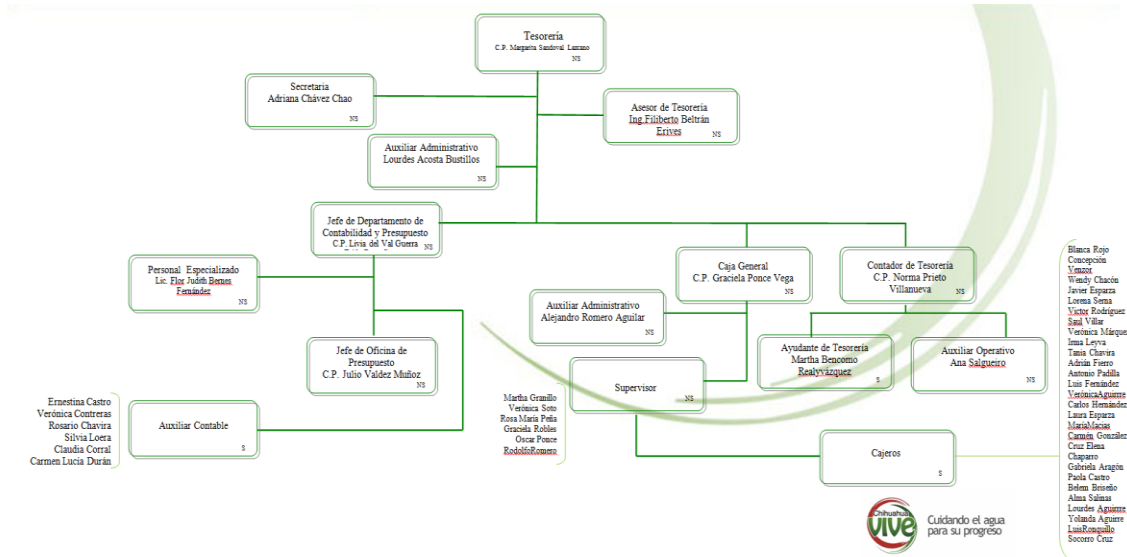 Tesorería
C.P. Margarita Sandoval Lazcano
NS
Secretaria
Adriana Chávez Chao
NS
Asesor de Tesorería
Ing.Filiberto Beltrán
Erives
NS
Auxiliar Administrativo
Lourdes Acosta Bustillos
NS
Jefe de Departamento de
Contabilidad y Presupuesto
C.P. Livia del Val Guerra
NS
Personal Especializado
Lic. Flor Judith Bernes
Fernández
NS
Caja General
C.P. Graciela Ponce Vega
NS
Contador de Tesorería
C.P. Norma Prieto
Villanueva
NS
Auxiliar Administrativo
Alejandro Romero Aguilar
NS
Jefe de Oficina de
Presupuesto
C.P. Julio Valdez Muñoz
NS
Ayudante de Tesorería
Martha Bencomo
Realyvázquez
S
Auxiliar Operativo
Ana Salgueiro
NS
Supervisor
NS
Martha Granillo
Verónica Soto
Rosa María Peña
Graciela Robles
Oscar Ponce
RodolfoRomero
Ernestina Castro
Verónica Contreras
Rosario Chavira
Silvia Loera
Claudia Corral
Carmen Lucia Durán
Auxiliar Contable
S
Cajeros
S
Blanca Rojo
Concepción
Venzor
Wendy Chacón
Javier Esparza
Lorena Serna
Victor Rodríguez
Saul Villar
Verónica Márquez
Irma Leyva
Tania Chavira
Adrián Fierro
Antonio Padilla
Luis Fernández
VerónicaAguirrre
Carlos Hernández
Laura Esparza
MaríaMacias
Carmén González
Cruz Elena
Chaparro
Gabriela Aragón
Paola Castro
Belem Briseño
Alma Salinas
Lourdes Aguirrre
Yolanda Aguirre
LuisRonquillo
Socorro Cruz
Chihuahua
vive
Cuidando el agua
para su progreso